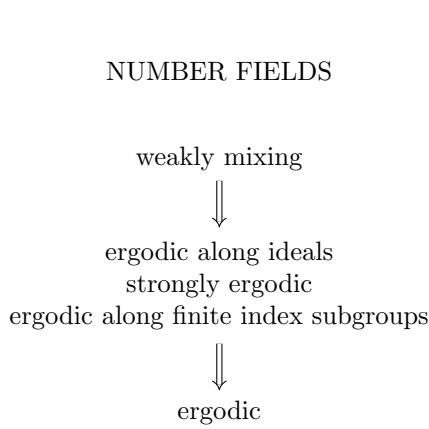 NUMBER FIELDS
weakly mixing
ergodic along ideals
strongly ergodic
ergodic along finite index subgroups
ergodic